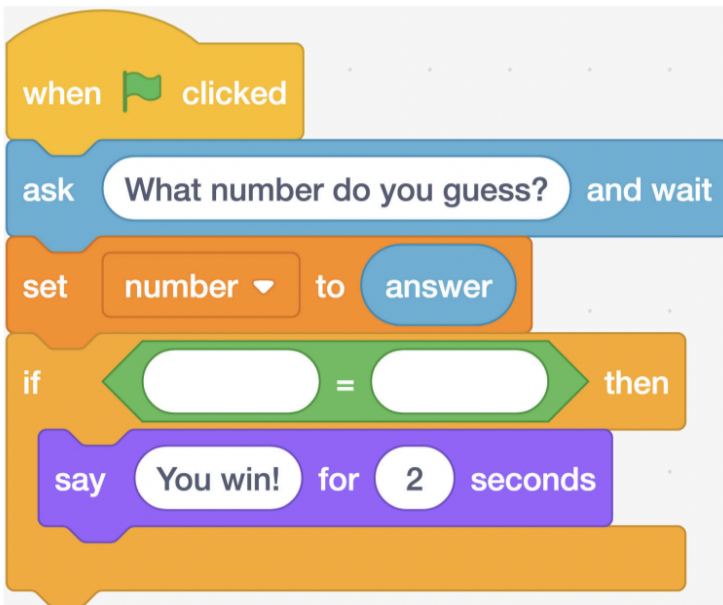 when clicked
ask What number do you guess? and wait
set number to answer
if = then
say You win! for 2 seconds